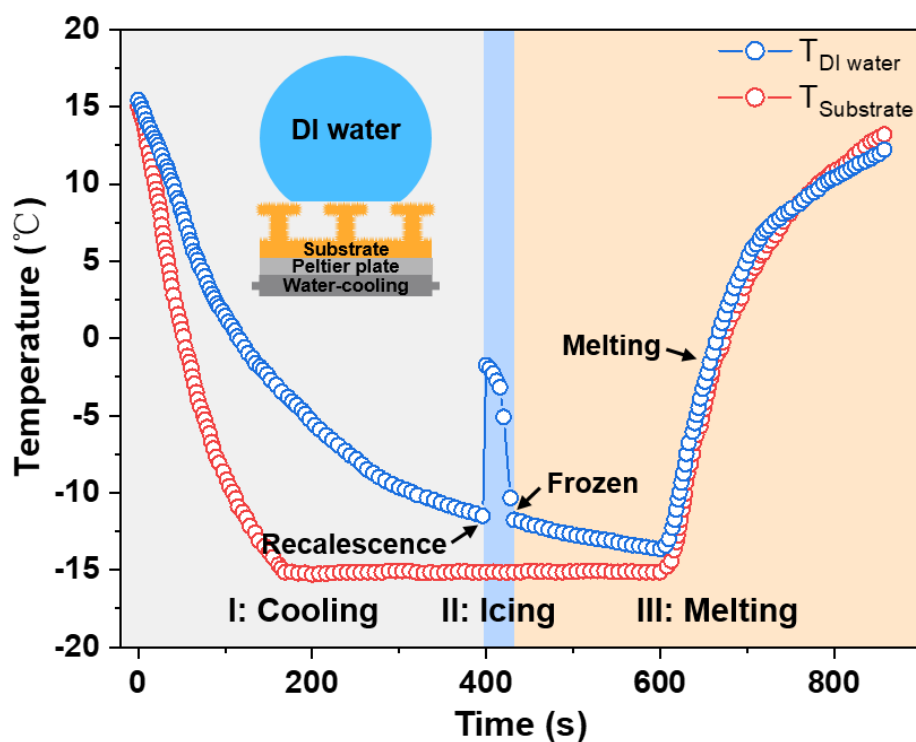 20
15
10
5
0
-5
-10
-15
-20
Temperature (℃)
0
200
400
600
800
Time (s)
T DI water
T Substrate
DI water
Substrate
Peltier plate
Water-cooling
Melting
Frozen
Recalescence
I: Cooling
II: Icing
III: Melting